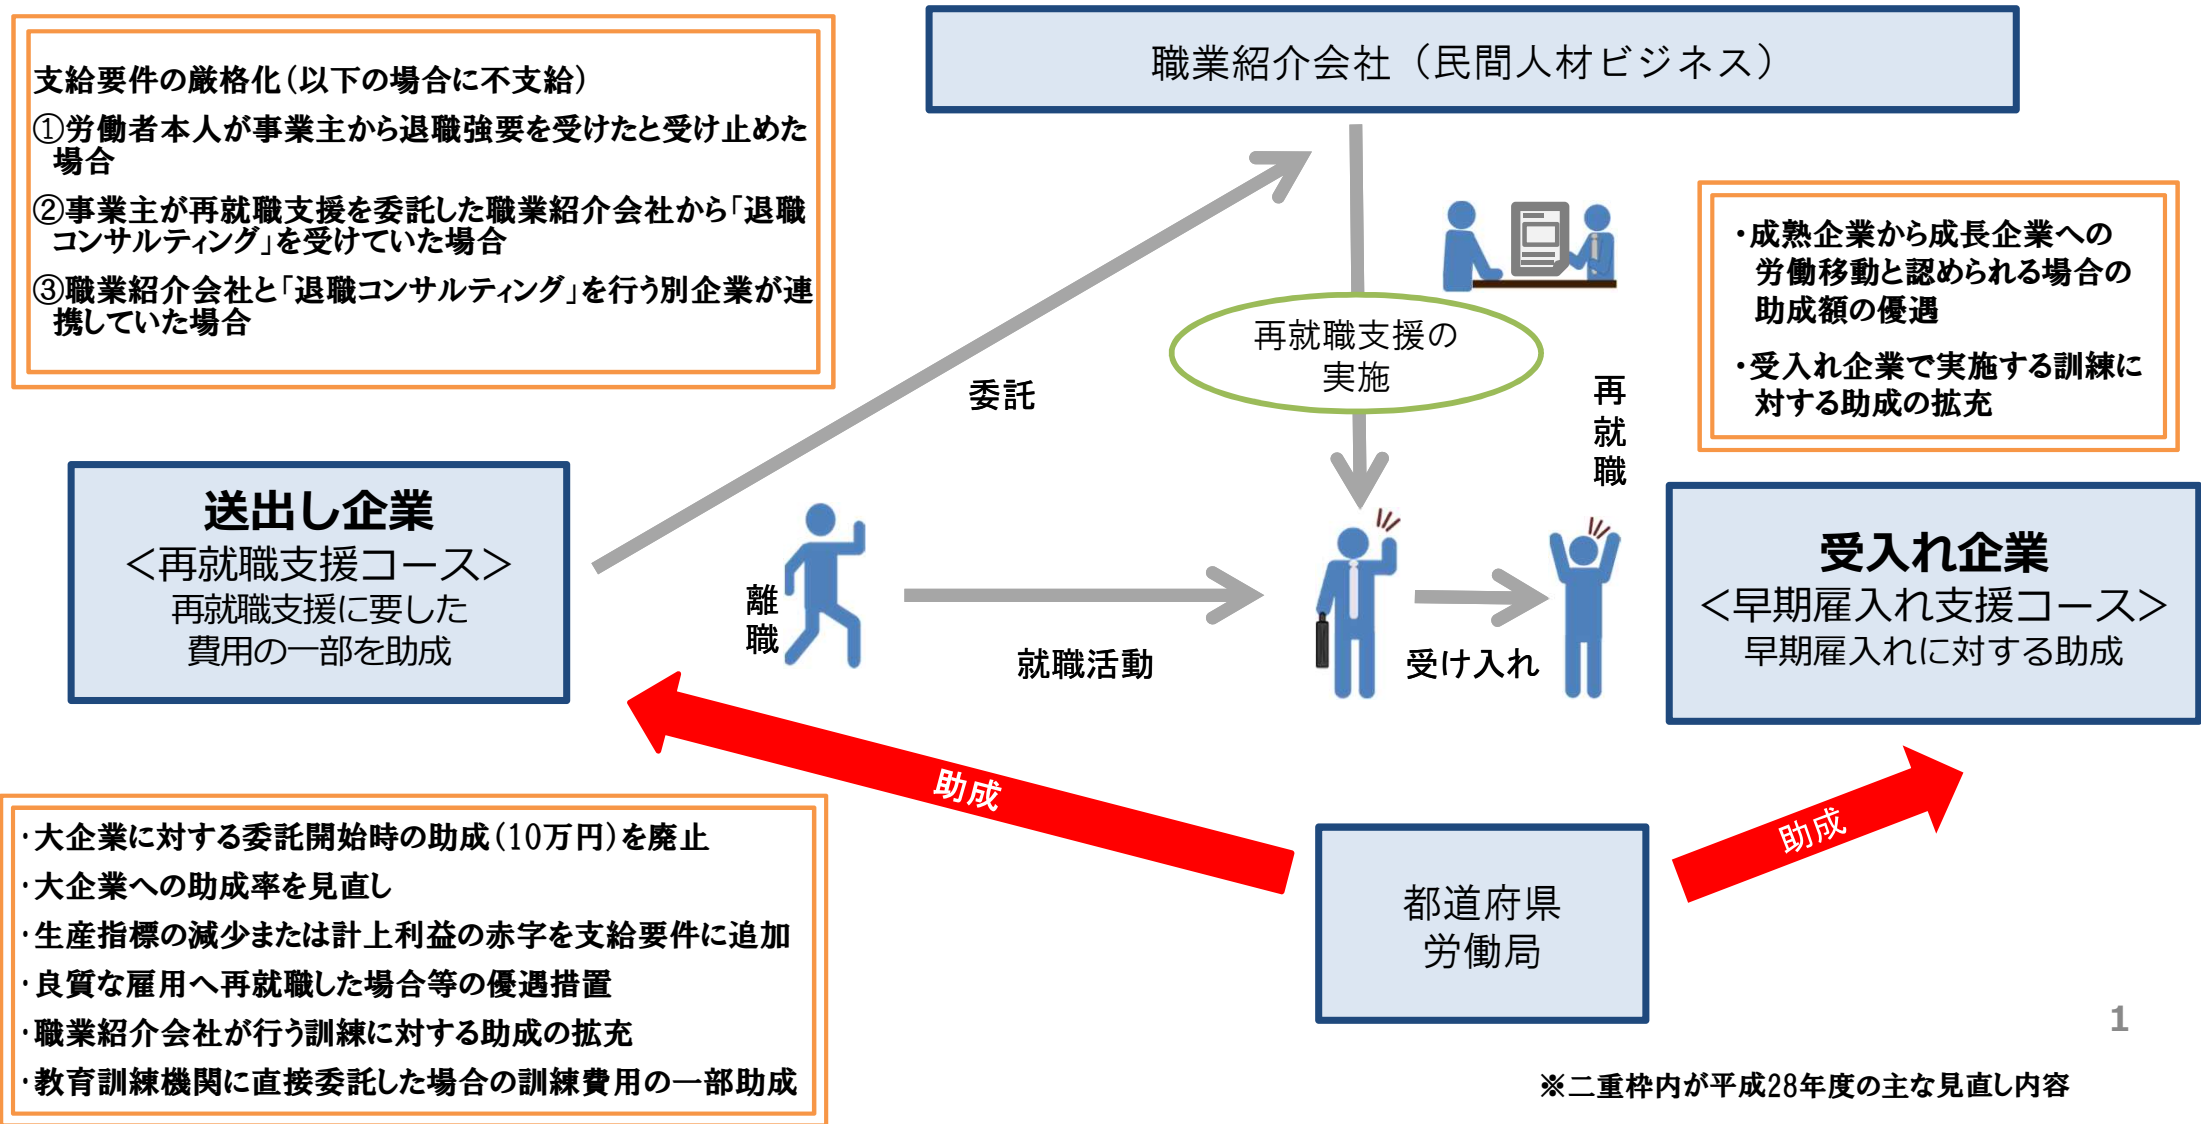 支給要件の厳格化（以下の場合に不支給）
①労働者本人が事業主から退職強要を受けたと受け止めた
場合
②事業主が再就職支援を委託した職業紹介会社から「退職
コンサルティング」を受けていた場合
③職業紹介会社と「退職コンサルティング」を行う別企業が連
携していた場合
職業紹介会社（民間人材ビジネス）
・成熟企業から成長企業への
労働移動と認められる場合の
助成額の優遇
・受入れ企業で実施する訓練に
対する助成の拡充
再就職支援の
実施
委託
再就職
送出し企業
＜再就職支援コース＞
再就職支援に要した
費用の一部を助成
離職
就職活動
受け入れ
受入れ企業
＜早期雇入れ支援コース＞
早期雇入れに対する助成
助成
助成
都道府県
労働局
・大企業に対する委託開始時の助成（10万円）を廃止
・大企業への助成率を見直し
・生産指標の減少または計上利益の赤字を支給要件に追加
・良質な雇用へ再就職した場合等の優遇措置
・職業紹介会社が行う訓練に対する助成の拡充
・教育訓練機関に直接委託した場合の訓練費用の一部助成
1
※二重枠内が平成28年度の主な見直し内容